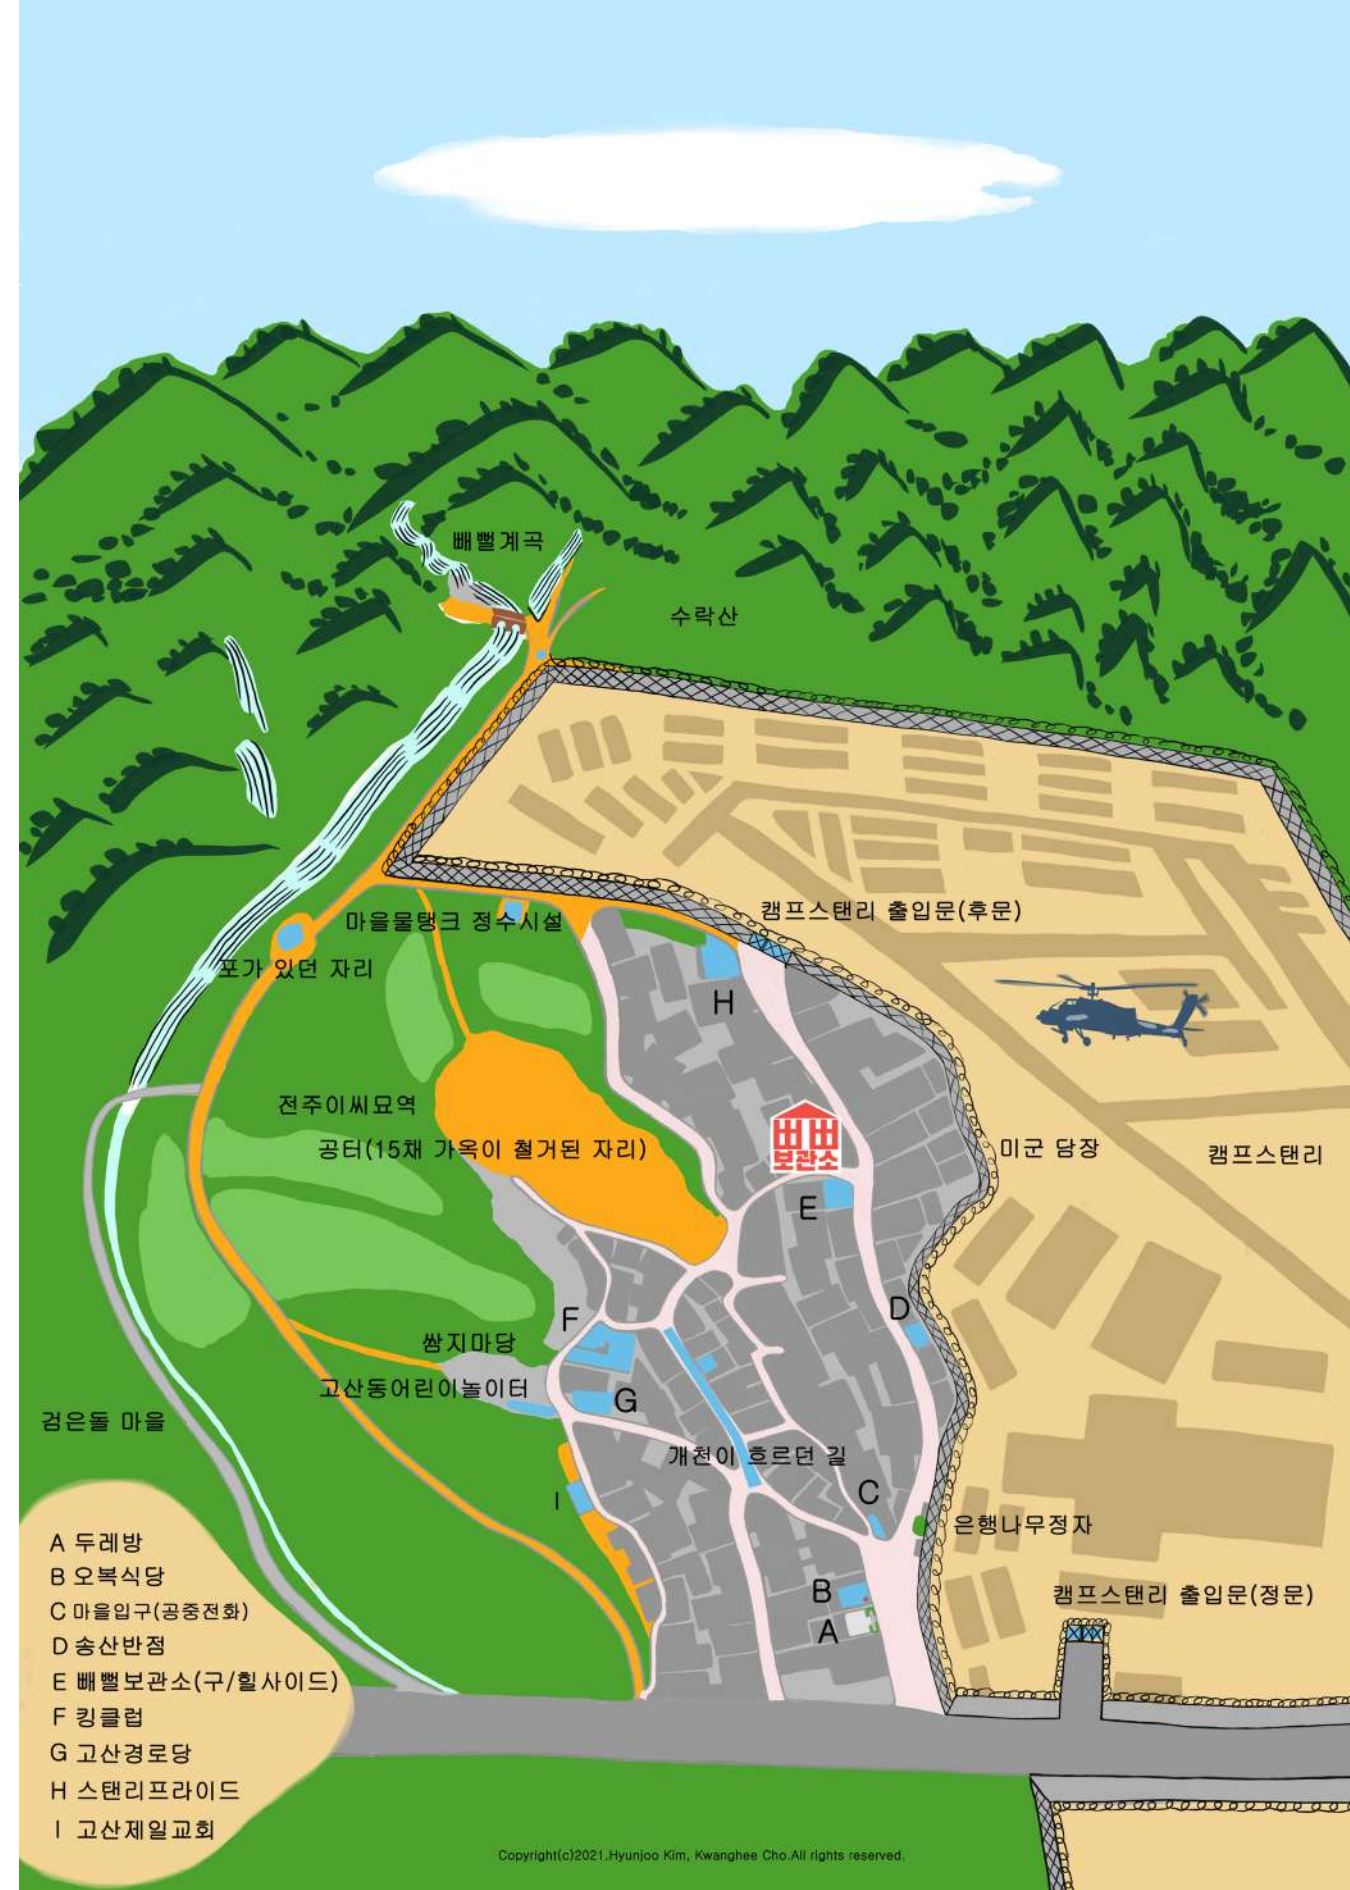 빼뻘계곡
수락산
캠프스탠리 출입문(후문)
마을물탱크 정수시설
포가 있던 자리
H
전주이씨묘역
공터(15채 가옥이 철거된 자리)
뻐뻐
보관소
미군 담장
캠프스탠리
E
D
F
쌈지마당
고산동어린이놀이터
G
검은돌 마을
개천이 흐르던 길
C
I
은행나무정자
B
캠프스탠리 출입문(정문)
A
A 두레방
B 오복식당
C 마을입구(공중전화)
D 송산반점
E 빼뻘보관소(구/힐사이드)
F 킹클럽
G 고산경로당
H 스탠리프라이드
I 고산제일교회
Copyright(c)2021.Hyunjoo Kim, Kwanghee Cho.All rights reserved.